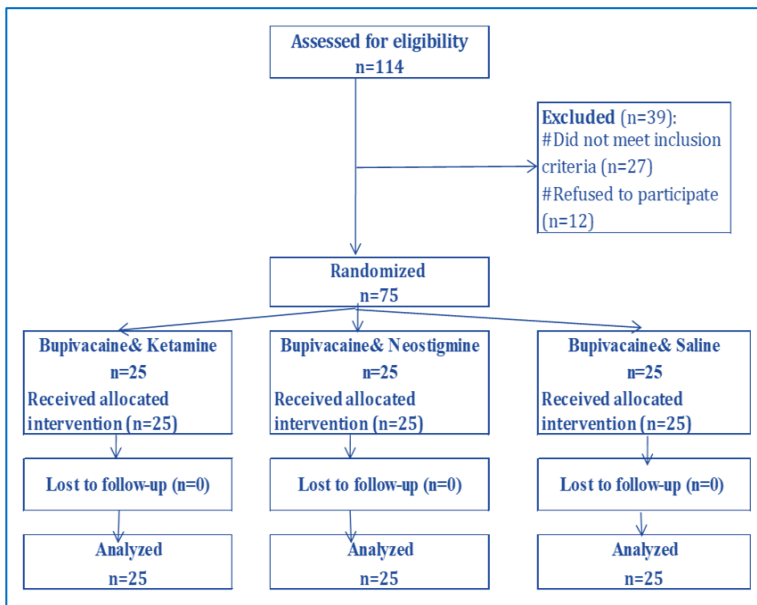 Assessed for eligibility
n=114
Excluded (n=39):
#Did not meet inclusion
criteria (n=27)
#Refused to participate
(n=12)
Randomized
n=75
Bupivacaine& Ketamine
n=25
Received allocated
intervention (n=25)
Bupivacaine& Neostigmine
n=25
Received allocated
intervention (n=25)
Bupivacaine& Saline
n=25
Received allocated
intervention (n=25)
Lost to follow-up (n=0)
Lost to follow-up (n=0)
Lost to follow-up (n=0)
Analyzed
n=25
Analyzed
n=25
Analyzed
n=25